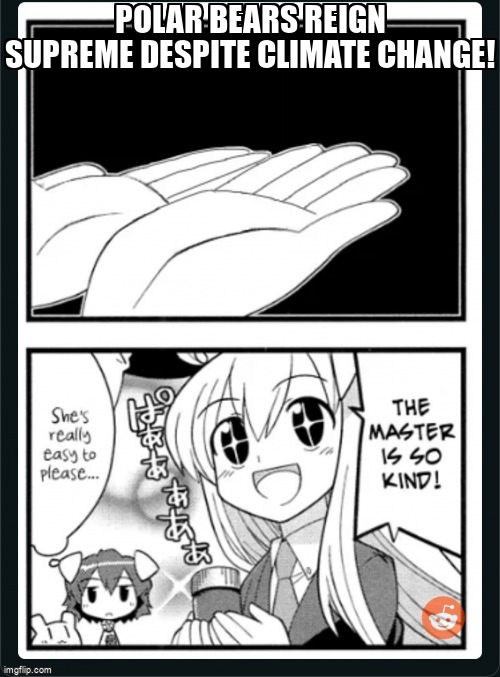 POLAR BEARS REIGN
SUPREME DESPITE CLIMATE CHANGE!
THE
MASTER
IS SO
KIND!
ぱぁぁぁぁぁ
She's
really
easy to
please...
imgflip.com